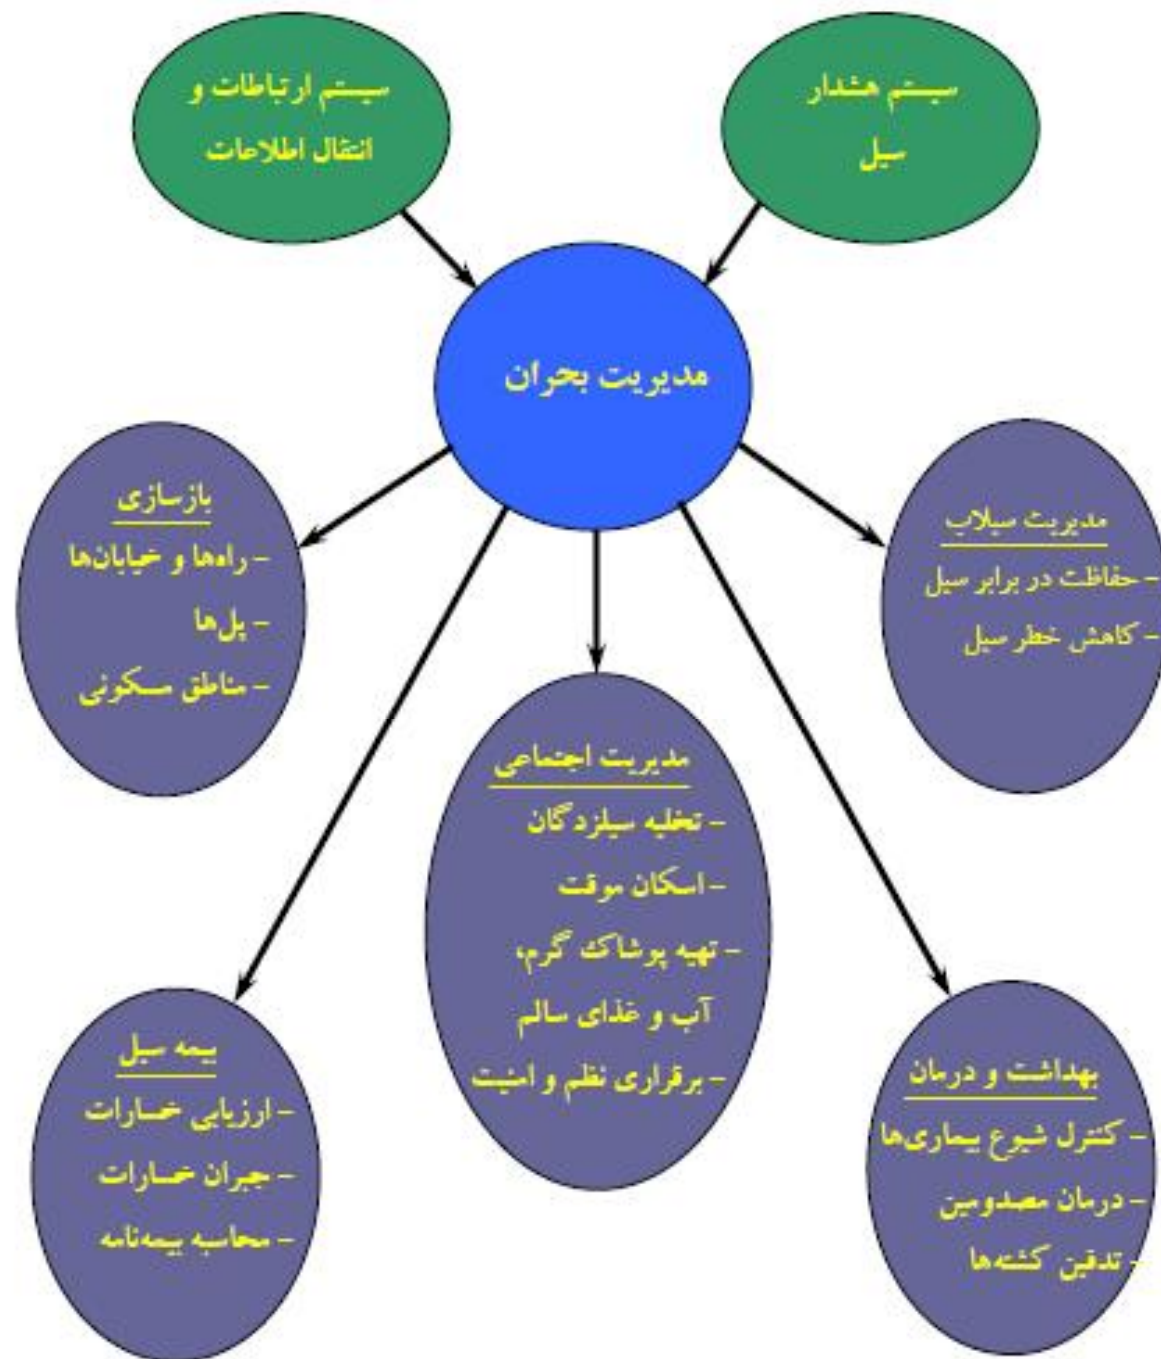 سیستم هشدار
سیل
سیستم ارتباطات و
انتقال اطلاعات
مدیریت بحران
مدیریت سیلاب
- حفاظت در برابر سیل
- کاهش خطر سیل
بازسازی
- راه‌ها و خیابان‌ها
- پل‌ها
- مناطق مسکونی
مدیریت اجتماعی
- تخلیه سیلزدگان
- اسکان موقت
- تهیه پوشاک گرم،
آب و غذای سالم
- برقراری نظم و امنیت
بهداشت و درمان
- کنترل شیوع بیماری‌ها
- درمان مصدومین
- تدفین کشته‌ها
بیمه سیل
- ارزیابی خسارات
- جبران خسارات
- محاسبه بیمه‌نامه